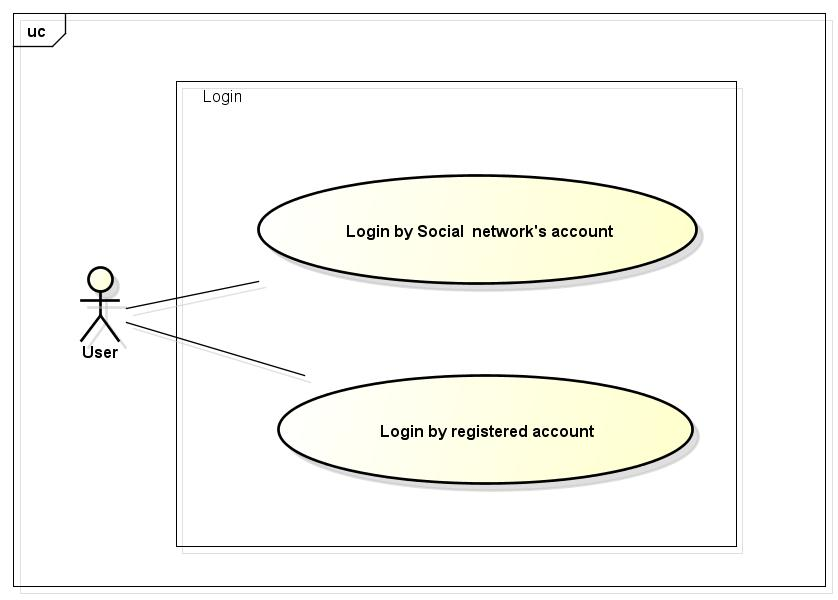 uc
Login
Login by Social network's account
User
Login by registered account